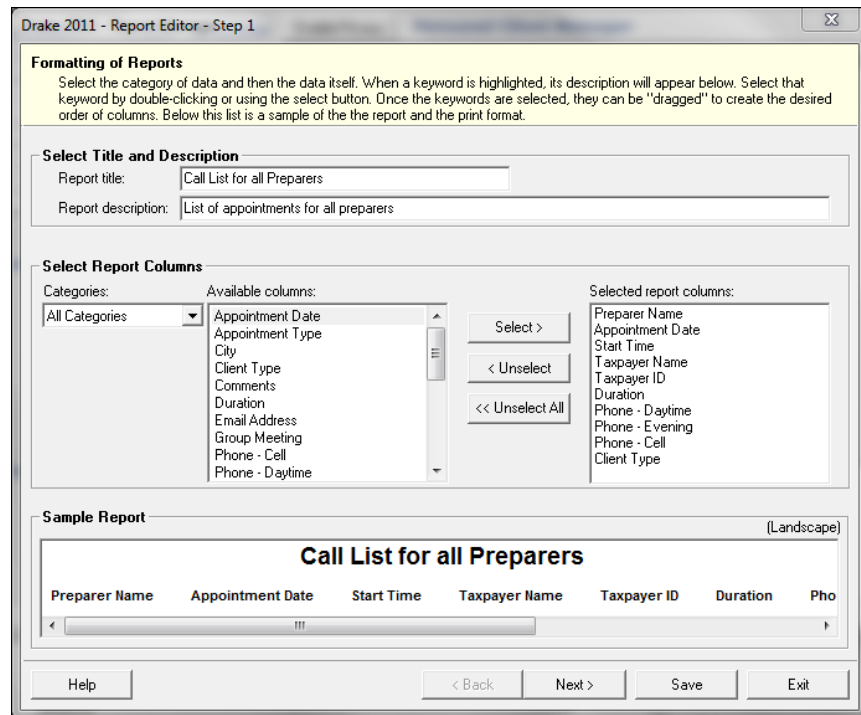 Drake 2011 - Report Editor - Step 1
Formatting of Reports
Select the category of data and then the data itself. When a keyword is highlighted, its description will appear below. Select that
keyword by double-clicking or using the select button. Once the keywords are selected, they can be "dragged" to create the desired
order of columns. Below this list is a sample of the the report and the print format.
Select Title and Description
Report title: Call List for all Preparers
Report description: List of appointments for all preparers
Select Report Columns
Categories:
All Categories
Available columns:
Appointment Date
Appointment Type
City
Client Type
Comments
Duration
Email Address
Group Meeting
Phone - Cell
Phone - Daytime
Select >
< Unselect
<< Unselect All
Selected report columns:
Preparer Name
Appointment Date
Start Time
Taxpayer Name
Taxpayer ID
Duration
Phone - Daytime
Phone - Evening
Phone - Cell
Client Type
Sample Report
(Landscape)
Call List for all Preparers
Preparer Name Appointment Date Start Time Taxpayer Name Taxpayer ID Duration Pho
Help < Back Next > Save Exit